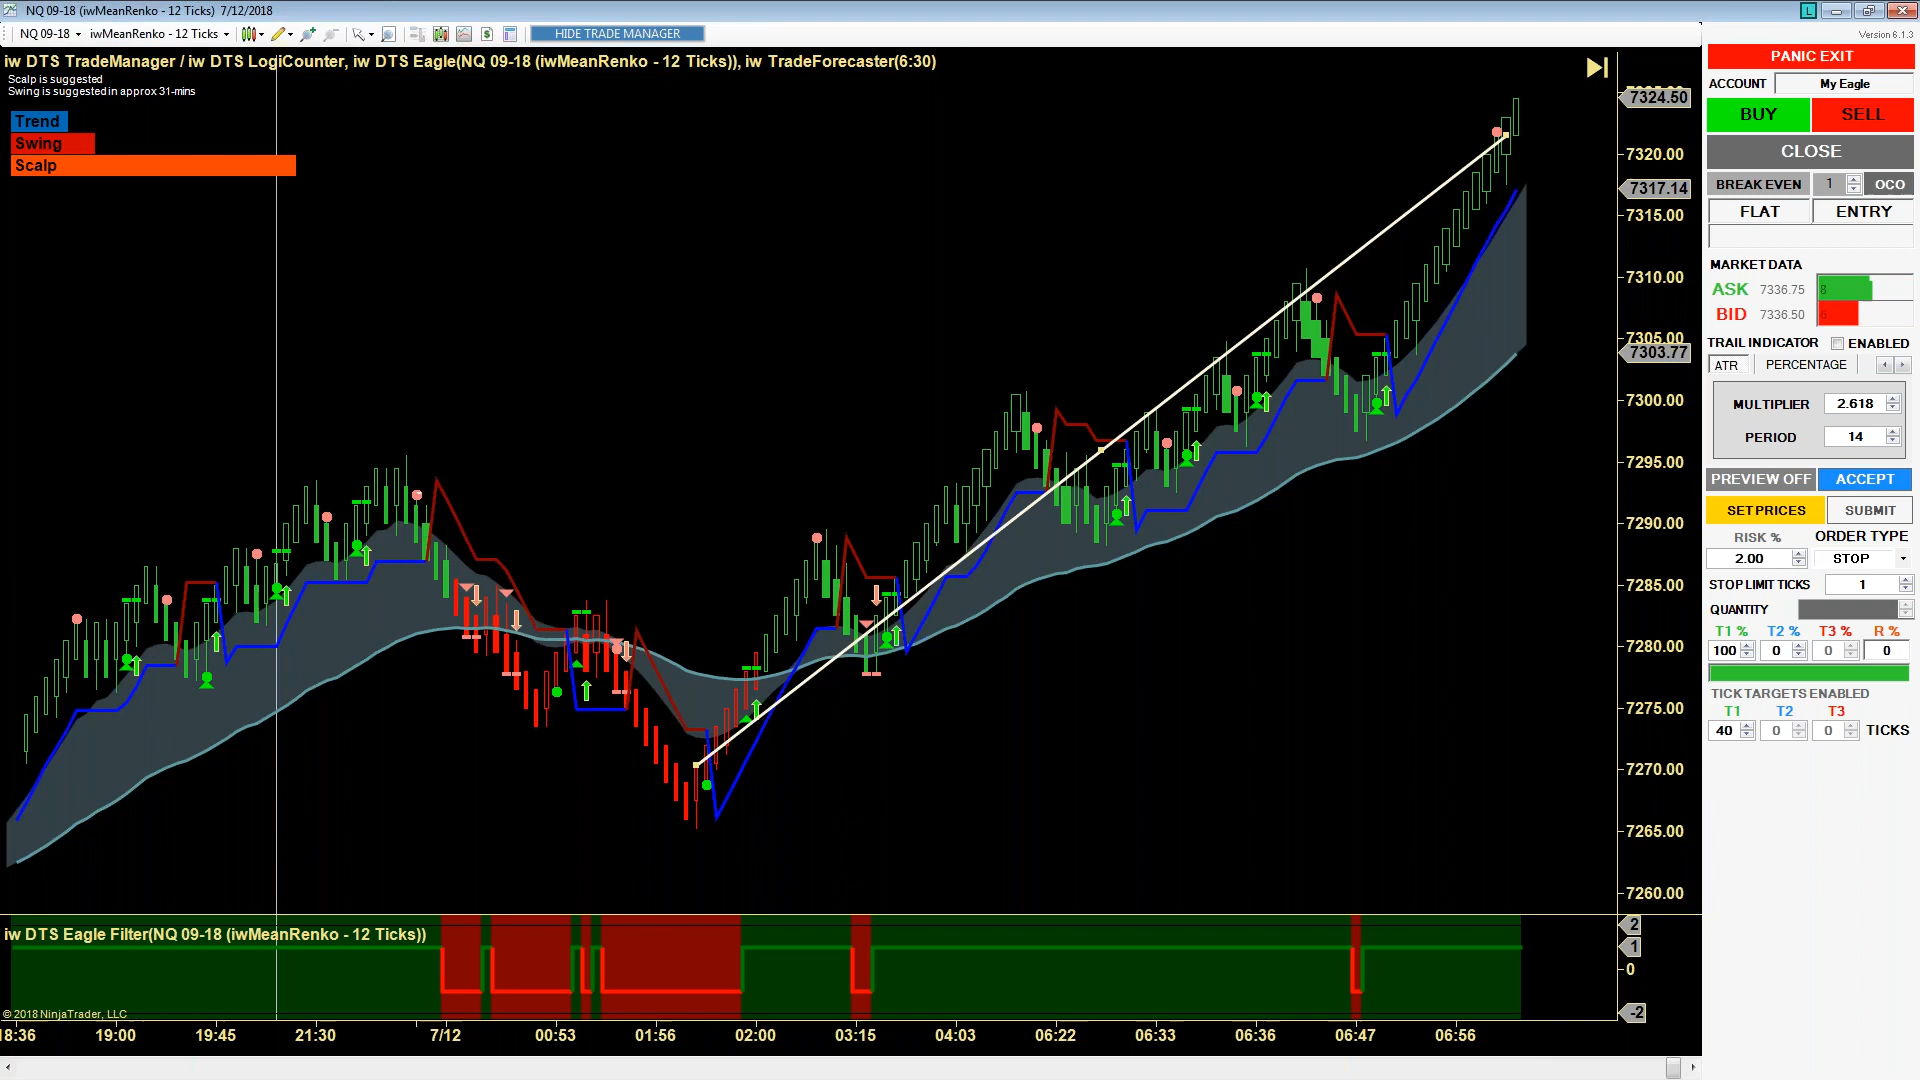 NQ 09-18 (iwMeanRenko - 12 Ticks)  7/12/2018
L
NQ 09-18
iwMeanRenko - 12 Ticks
HIDE TRADE MANAGER
Version 6.1.3
iw DTS TradeManager / iw DTS LogiCounter, iw DTS Eagle(NQ 09-18 (iwMeanRenko - 12 Ticks)), iw TradeForecaster(6:30)
Scalp is suggested
Swing is suggested in approx 31-mins
Trend
Swing
Scalp
7324.50
7320.00
7317.14
7315.00
7310.00
7305.00
7303.77
7300.00
7295.00
7290.00
7285.00
7280.00
7275.00
7270.00
7265.00
7260.00
iw DTS Eagle Filter(NQ 09-18 (iwMeanRenko - 12 Ticks))
2
1
0
-2
© 2018 NinjaTrader, LLC
18:36
19:00
19:45
21:30
7/12
00:53
01:56
02:00
03:15
04:03
06:22
06:33
06:36
06:47
06:56
PANIC EXIT
ACCOUNT My Eagle
BUY SELL
CLOSE
BREAK EVEN 1 OCO
FLAT ENTRY
MARKET DATA
ASK 7336.75 8
BID 7336.50 6
TRAIL INDICATOR ENABLED
ATR PERCENTAGE
MULTIPLIER 2.618
PERIOD 14
PREVIEW OFF ACCEPT
SET PRICES SUBMIT
RISK % ORDER TYPE
2.00 STOP
STOP LIMIT TICKS 1
QUANTITY
T1 % T2 % T3 % R %
100 0 0 0
TICK TARGETS ENABLED
T1 T2 T3
40 0 0 TICKS